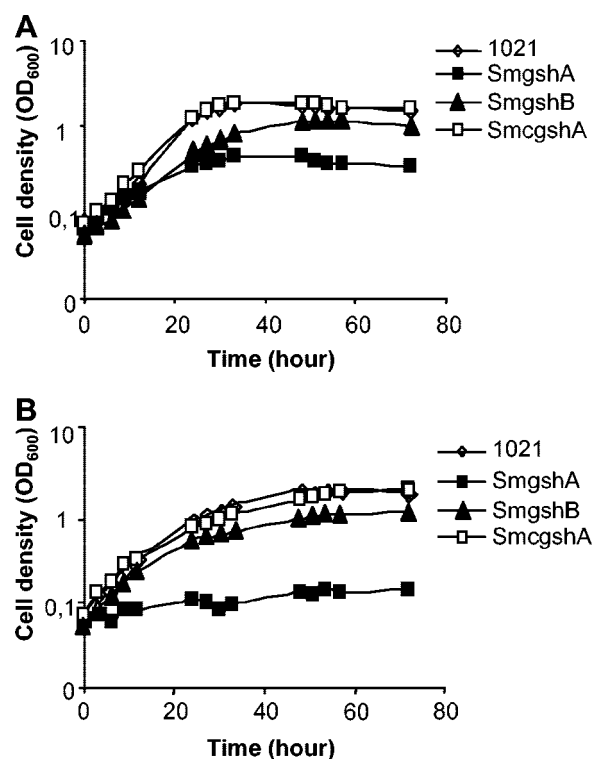 A
Cell density (OD600)
10
1
0,1
0
0 20 40 60 80
Time (hour)
1021
SmgshA
SmgshB
SmcgshA
B
Cell density (OD600)
10
1
0,1
0
0 20 40 60 80
Time (hour)
1021
SmgshA
SmgshB
SmcgshA